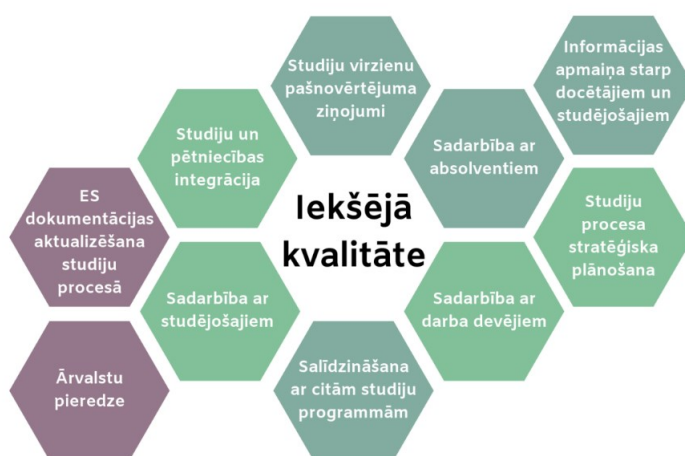 Studiju virzienu
pašnovērtējuma
ziņojumi
Informācijas
apmaiņa starp
docētājiem un
studējošajiem
Studiju un
pētniecības
integrācija
Sadarbība ar
absolventiem
ES
dokumentācijas
aktualizēšana
studiju
procesā
Iekšējā
kvalitāte
Studiju
procesa
stratēģiska
plānošana
Sadarbība ar
studējošajiem
Sadarbība ar
darba devējiem
Ārvalstu
pieredze
Salīdzināšana
ar citām studiju
programmām